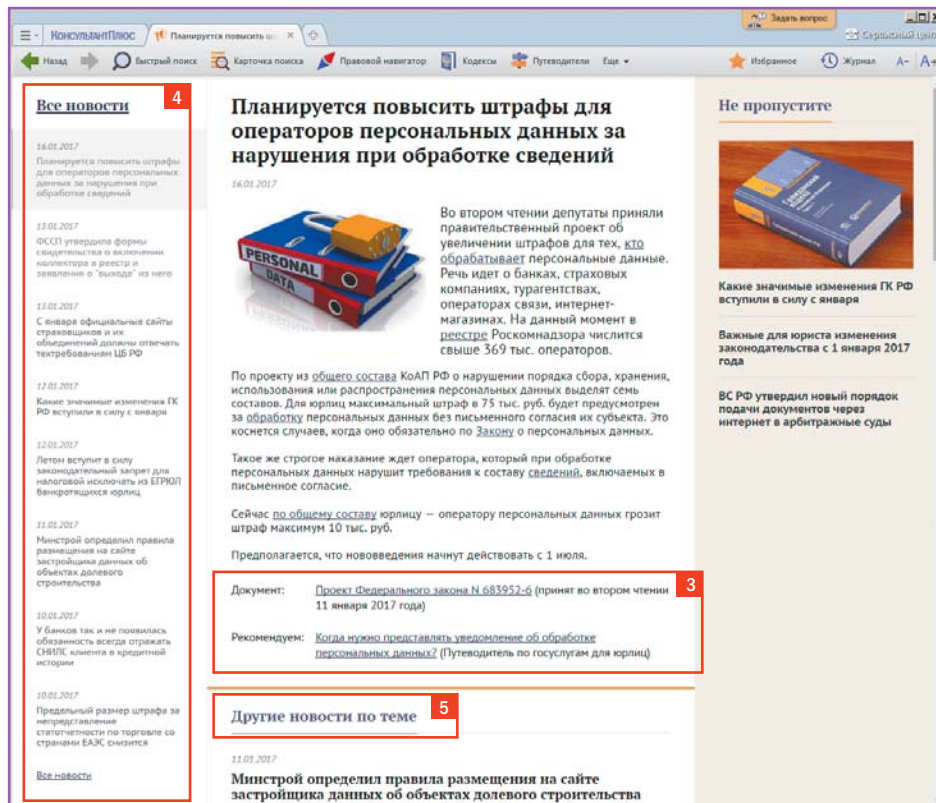 Задать вопрос
КонсультантПлюс
Планируется повысить ш
Сервисный цент
Назад
Быстрый поиск
Карточка поиска
Правовой навигатор
Кодексы
Путеводители
Еще
Избранное
Журнал
А-
А+
Все новости
4
16.01.2017
Планируется повысить штрафы
для операторов персональных
данных за нарушения при
обработке сведений
13.01.2017
ФССП утвердила формы
свидетельства о включении
коллектора в реестр и
заявления о "выходе" из него
13.01.2017
С января официальные сайты
страховщиков и их
объединений должны отвечать
техтребованиям ЦБ РФ
12.01.2017
Какие значимые изменения ГК
РФ вступили в силу с января
12.01.2017
Летом вступит в силу
законодательный запрет для
налоговой исключать из ЕГРЮЛ
банкротящихся юрлиц
11.01.2017
Минстрой определил правила
размещения на сайте
застройщика данных об
объектах долевого
строительства
10.01.2017
У банков так и не появилась
обязанность всегда отражать
СНИЛС клиента в кредитной
истории
10.01.2017
Предельный размер штрафа за
непредставление
статотчетности по торговле со
странами ЕАЭС снизится
Все новости
Планируется повысить штрафы для
операторов персональных данных за
нарушения при обработке сведений
16.01.2017
PERSONAL
DATA
Во втором чтении депутаты приняли
правительственный проект об
увеличении штрафов для тех, кто
обрабатывает персональные данные.
Речь идет о банках, страховых
компаниях, турагентствах,
операторах связи, интернет-
магазинах. На данный момент в
реестре Роскомнадзора числится
свыше 369 тыс. операторов.
По проекту из общего состава КоАП РФ о нарушении порядка сбора, хранения,
использования или распространения персональных данных выделят семь
составов. Для юрлиц максимальный штраф в 75 тыс. руб. будет предусмотрен
за обработку персональных данных без письменного согласия их субъекта. Это
коснется случаев, когда оно обязательно по Закону о персональных данных.
Такое же строгое наказание ждет оператора, который при обработке
персональных данных нарушит требования к составу сведений, включаемых в
письменное согласие.
Сейчас по общему составу юрлицу — оператору персональных данных грозит
штраф максимум 10 тыс. руб.
Предполагается, что нововведения начнут действовать с 1 июля.
3
Документ: Проект Федерального закона N 683952-6 (принят во втором чтении
11 января 2017 года)
Рекомендуем: Когда нужно представлять уведомление об обработке
персональных данных? (Путеводитель по госуслугам для юрлиц)
Другие новости по теме
5
11.01.2017
Минстрой определил правила размещения на сайте
застройщика данных об объектах долевого строительства
Не пропустите
Какие значимые изменения ГК РФ
вступили в силу с января
Важные для юриста изменения
законодательства с 1 января 2017
года
ВС РФ утвердил новый порядок
подачи документов через
интернет в арбитражные суды